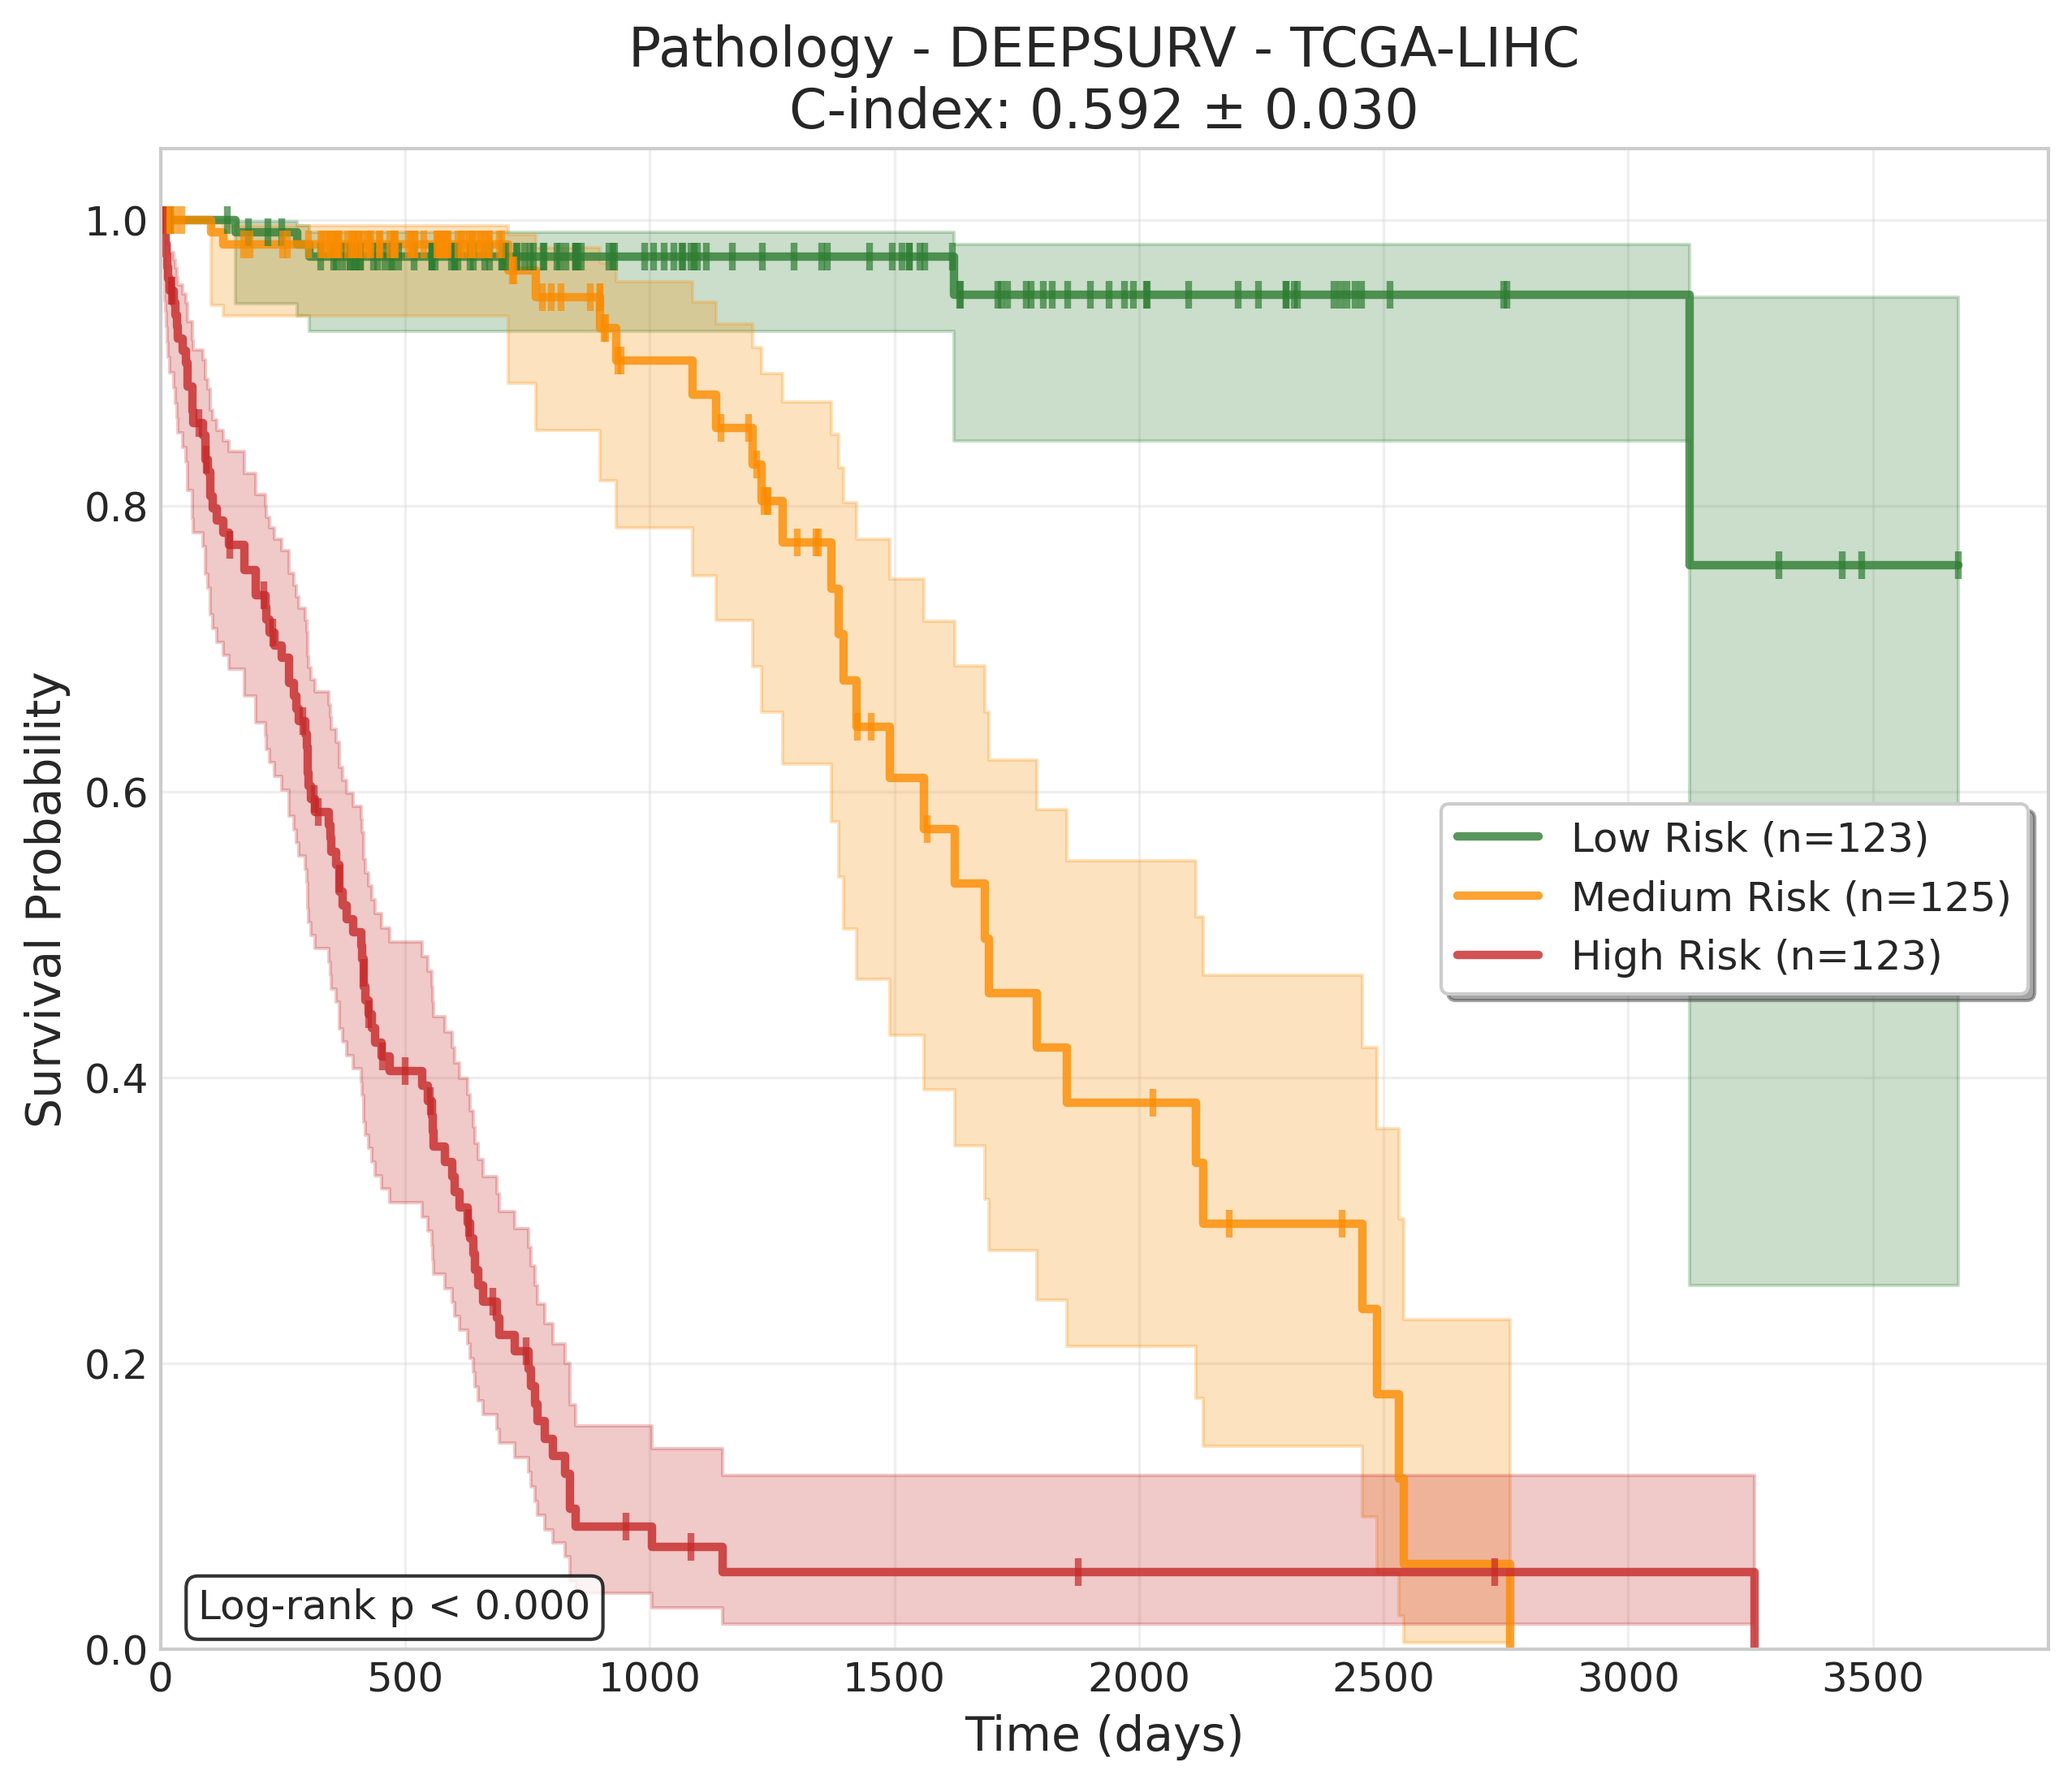 Pathology - DEEPSURV - TCGA-LIHC
C-index: 0.592 ± 0.030
Survival Probability
1.0
0.8
0.6
0.4
0.2
0.0
Low Risk (n=123)
Medium Risk (n=125)
High Risk (n=123)
Log-rank p < 0.000
0 500 1000 1500 2000 2500 3000 3500
Time (days)